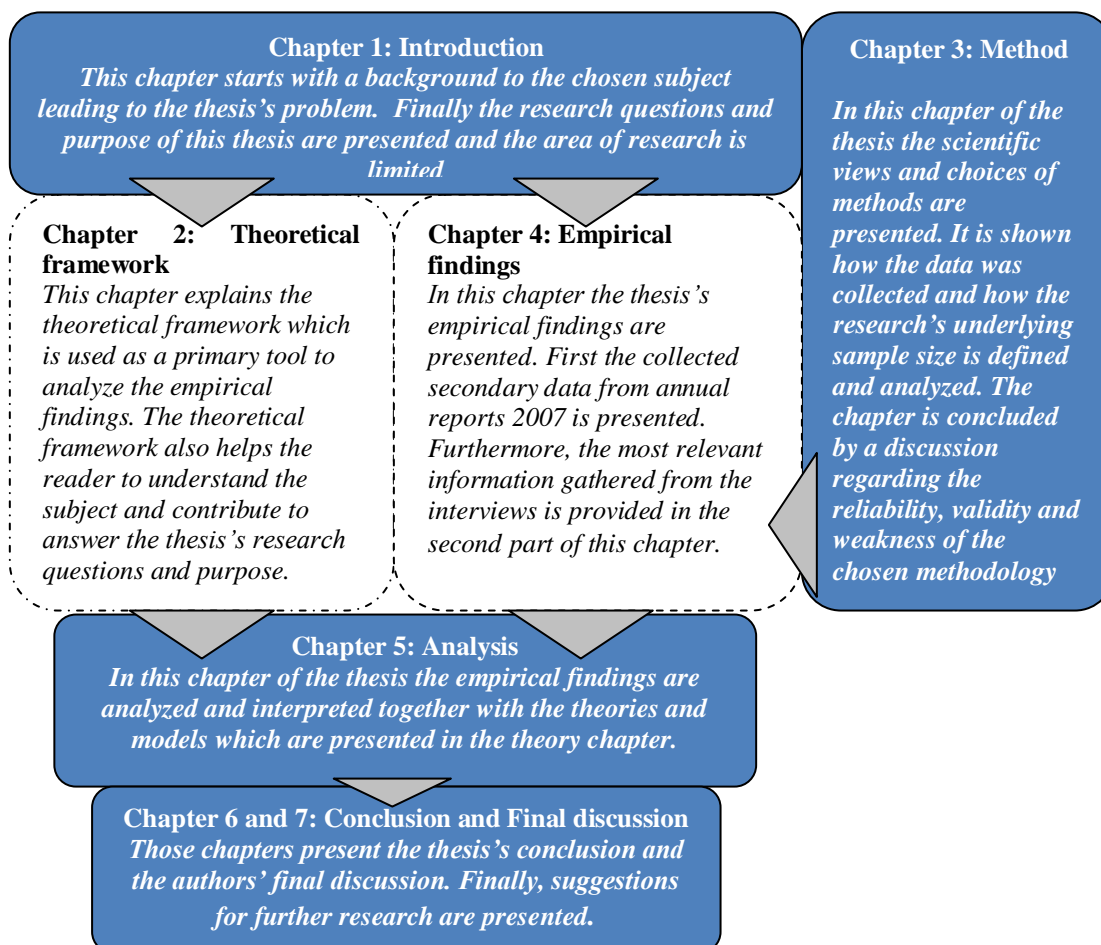 Chapter 1: Introduction
This chapter starts with a background to the chosen subject
leading to the thesis's problem. Finally the research questions and
purpose of this thesis are presented and the area of research is
limited
Chapter 2: Theoretical
framework
This chapter explains the
theoretical framework which
is used as a primary tool to
analyze the empirical
findings. The theoretical
framework also helps the
reader to understand the
subject and contribute to
answer the thesis's research
questions and purpose.
Chapter 4: Empirical
findings
In this chapter the thesis's
empirical findings are
presented. First the collected
secondary data from annual
reports 2007 is presented.
Furthermore, the most relevant
information gathered from the
interviews is provided in the
second part of this chapter.
Chapter 3: Method
In this chapter of the
thesis the scientific
views and choices of
methods are
presented. It is shown
how the data was
collected and how the
research's underlying
sample size is defined
and analyzed. The
chapter is concluded
by a discussion
regarding the
reliability, validity and
weakness of the
chosen methodology
Chapter 5: Analysis
In this chapter of the thesis the empirical findings are
analyzed and interpreted together with the theories and
models which are presented in the theory chapter.
Chapter 6 and 7: Conclusion and Final discussion
Those chapters present the thesis's conclusion and
the authors' final discussion. Finally, suggestions
for further research are presented.